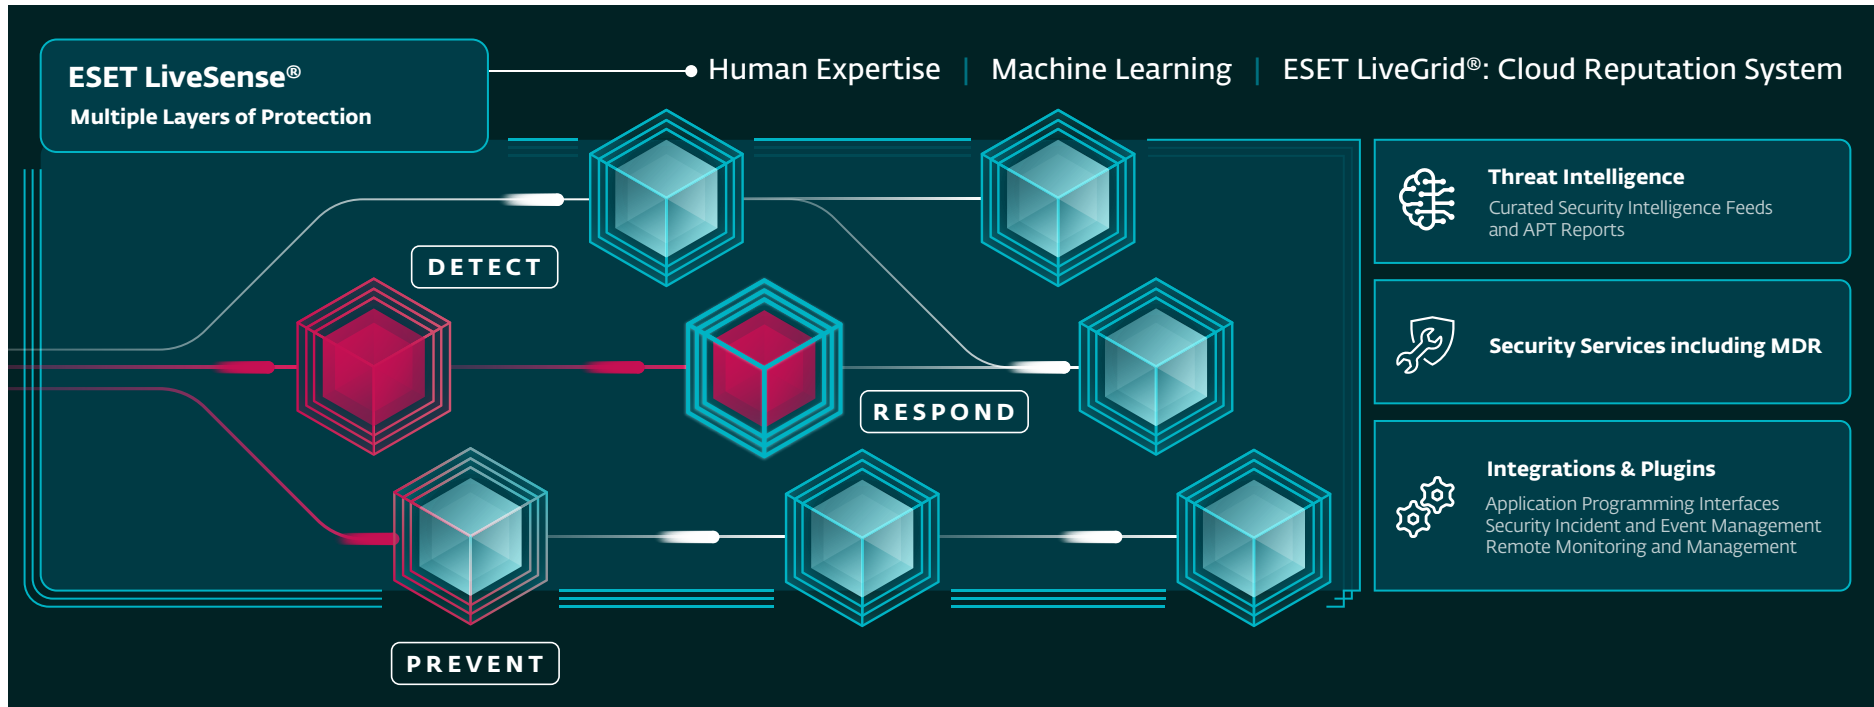 ESET LiveSense®
Multiple Layers of Protection
Human Expertise | Machine Learning | ESET LiveGrid®: Cloud Reputation System
DETECT
RESPOND
PREVENT
Threat Intelligence
Curated Security Intelligence Feeds
and APT Reports
Security Services including MDR
Integrations & Plugins
Application Programming Interfaces
Security Incident and Event Management
Remote Monitoring and Management